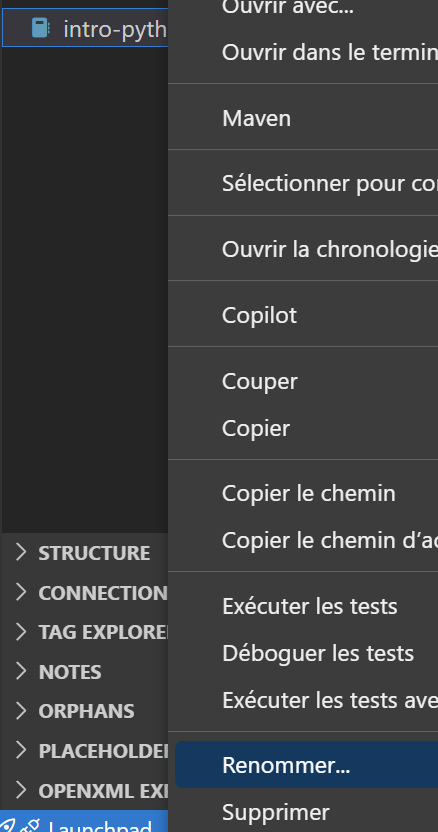 Ouvrir avec...
intro-pyth
Ouvrir dans le termin
Maven
Sélectionner pour co
Ouvrir la chronologie
Copilot
Couper
Copier
Copier le chemin
Copier le chemin d'ac
Exécuter les tests
Déboguer les tests
Exécuter les tests ave
Renommer...
Supprimer
STRUCTURE
CONNECTION
TAG EXPLORE
NOTES
ORPHANS
PLACEHOLDE
OPENXML EX
Launchpad